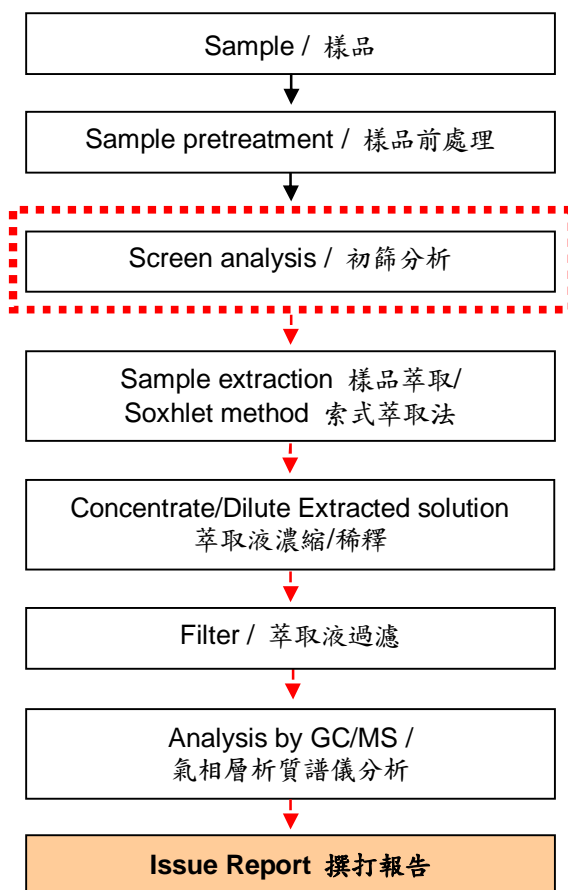 Sample / 樣品
Sample pretreatment / 樣品前處理
Screen analysis / 初篩分析
Sample extraction 樣品萃取/
Soxhlet method 索式萃取法
Concentrate/Dilute Extracted solution
萃取液濃縮/稀釋
Filter / 萃取液過濾
Analysis by GC/MS /
氣相層析質譜儀分析
Issue Report 撰打報告